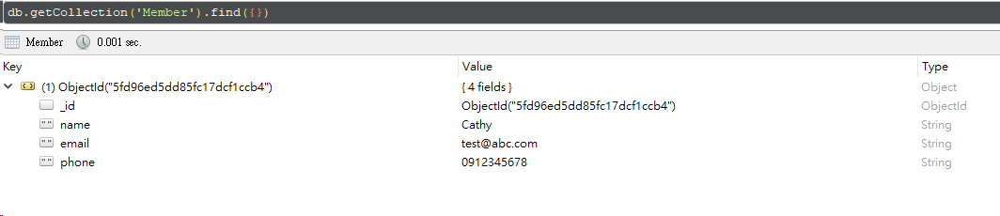 db.getCollection('Member').find({})
Member 0.001 sec.
Key Value Type
(1) ObjectId("5fd96ed5dd85fc17dcf1ccb4") { 4 fields } Object
_id ObjectId("5fd96ed5dd85fc17dcf1ccb4") ObjectId
name Cathy String
email test@abc.com String
phone 0912345678 String